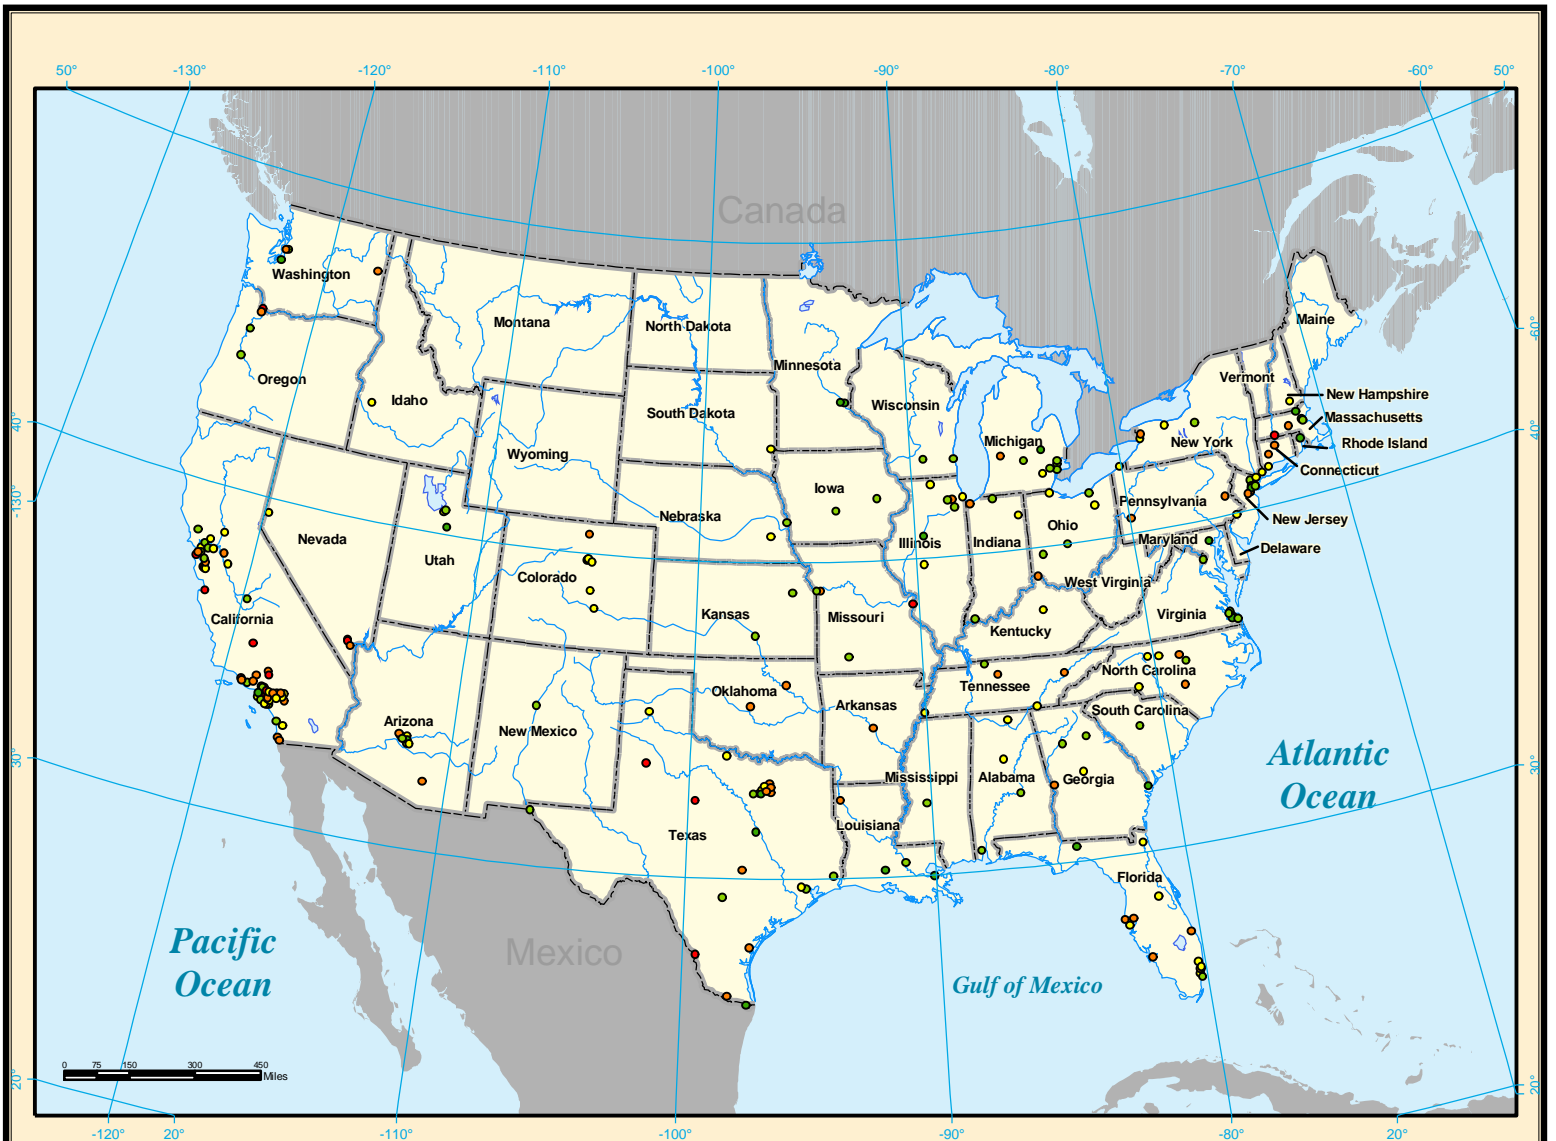 50° -130° -120° -110° -100° -90° -80° -70° -60° 50°
Canada
Washington
Montana
North Dakota
Minnesota
Maine
-60°
Oregon
Idaho
South Dakota
Wisconsin
Vermont
New Hampshire
Massachusetts
40°
Wyoming
Michigan
New York
Rhode Island
40°
Connecticut
-130°
Iowa
Nebraska
Pennsylvania
New Jersey
Nevada
Utah
Colorado
Illinois
Indiana
Ohio
Maryland
Delaware
California
Kansas
Missouri
West Virginia
Virginia
Kentucky
Arizona
New Mexico
Oklahoma
Arkansas
Tennessee
North Carolina
South Carolina
30°
Atlantic
Ocean
30°
Mississippi
Alabama
Georgia
Texas
Louisiana
Florida
Pacific
Ocean
Mexico
Gulf of Mexico
0 75 150 300 450
Miles
20°
20°
-120° 20° -110° -100° -90° -80° -70° 20°